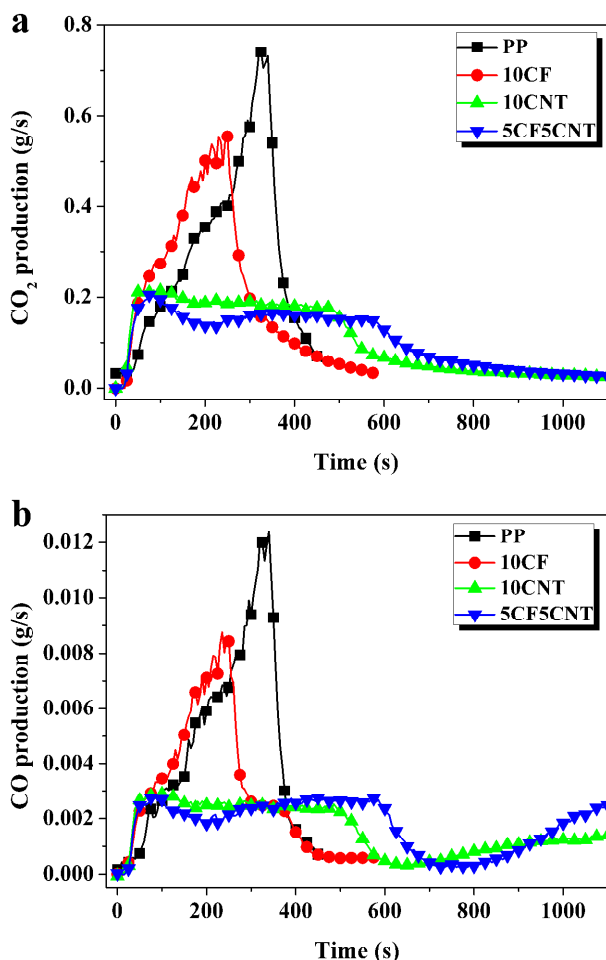 a
0.8
0.6
0.4
0.2
0.0
CO₂ production (g/s)
PP
10CF
10CNT
5CF5CNT
0 200 400 600 800 1000
Time (s)
b
0.012
0.010
0.008
0.006
0.004
0.002
0.000
CO production (g/s)
PP
10CF
10CNT
5CF5CNT
0 200 400 600 800 1000
Time (s)